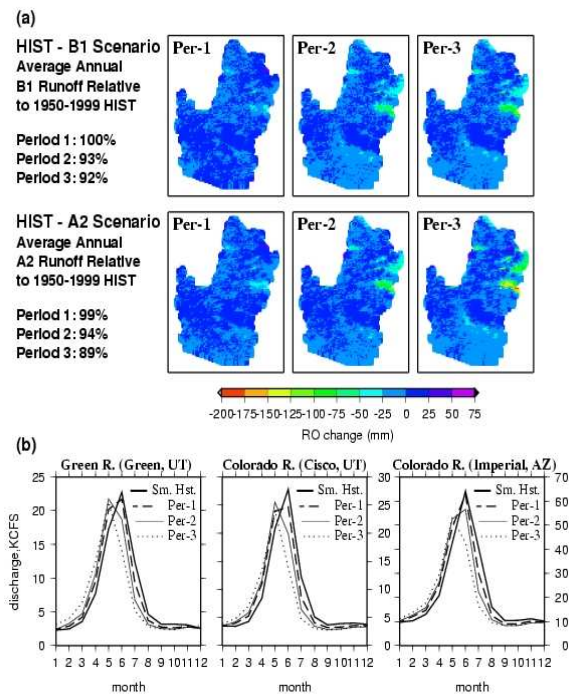 (a)
HIST - B1 Scenario
Average Annual
B1 Runoff Relative
to 1950-1999 HIST
Period 1: 100%
Period 2: 93%
Period 3: 92%
Per-1
Per-2
Per-3
HIST - A2 Scenario
Average Annual
A2 Runoff Relative
to 1950-1999 HIST
Period 1: 99%
Period 2: 94%
Period 3: 89%
Per-1
Per-2
Per-3
-200 -175 -150 -125 -100 -75 -50 -25 0 25 50 75
RO change (mm)
(b)
Green R. (Green, UT)
Colorado R. (Cisco, UT)
Colorado R. (Imperial, AZ)
discharge,KCFS
25
20
15
10
5
0
Sm. Hst.
Per-1
Per-2
Per-3
1 2 3 4 5 6 7 8 9 10 11 12
month
Sm. Hst.
Per-1
Per-2
Per-3
1 2 3 4 5 6 7 8 9 10 11 12
month
30
25
20
15
10
5
0
Sm. Hst.
Per-1
Per-2
Per-3
70
60
50
40
30
20
10
0
1 2 3 4 5 6 7 8 9 10 11 12
month